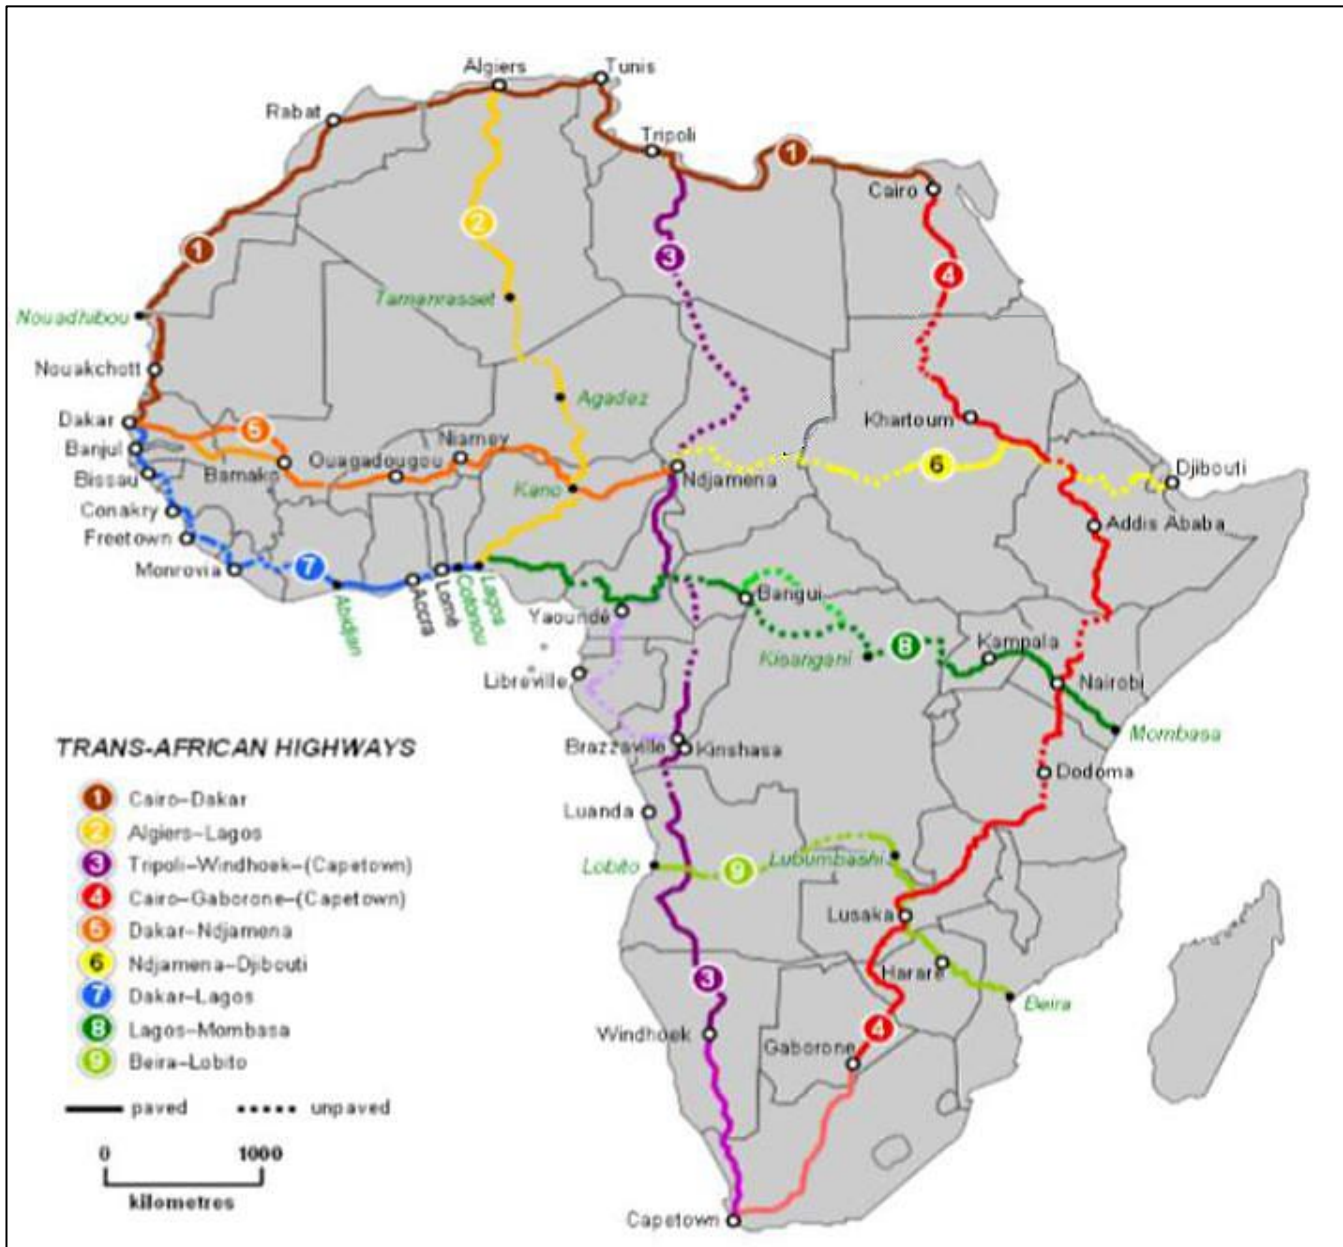 Algiers
Tunis
Rabat
Tripoli
1
Cairo
2
3
1
4
Tamanrasset
Nouadhibou
Nouakchott
Agadez
Dakar
5
Khartoum
Banjul
Niamey
Ouagadougou
6
Djibouti
Bissau
Bamako
Kano
Ndjamena
Conakry
Addis Ababa
Freetown
Monrovia
7
Abidjan
Accra
Lomé
Cotonou
Lagos
Bangui
Yaoundé
Kisangani
8
Kampala
Libreville
Nairobi
Brazzaville
Kinshasa
Mombasa
Dodoma
Luanda
Lobito
9
Lubumbashi
Lusaka
Harare
3
Beira
Windhoek
4
Gaborone
Capetown
TRANS-AFRICAN HIGHWAYS
1 Cairo–Dakar
2 Algiers–Lagos
3 Tripoli–Windhoek–(Capetown)
4 Cairo–Gaborone–(Capetown)
5 Dakar–Ndjamena
6 Ndjamena–Djibouti
7 Dakar–Lagos
8 Lagos–Mombasa
9 Beira–Lobito
paved unpaved
0 1000
kilometres